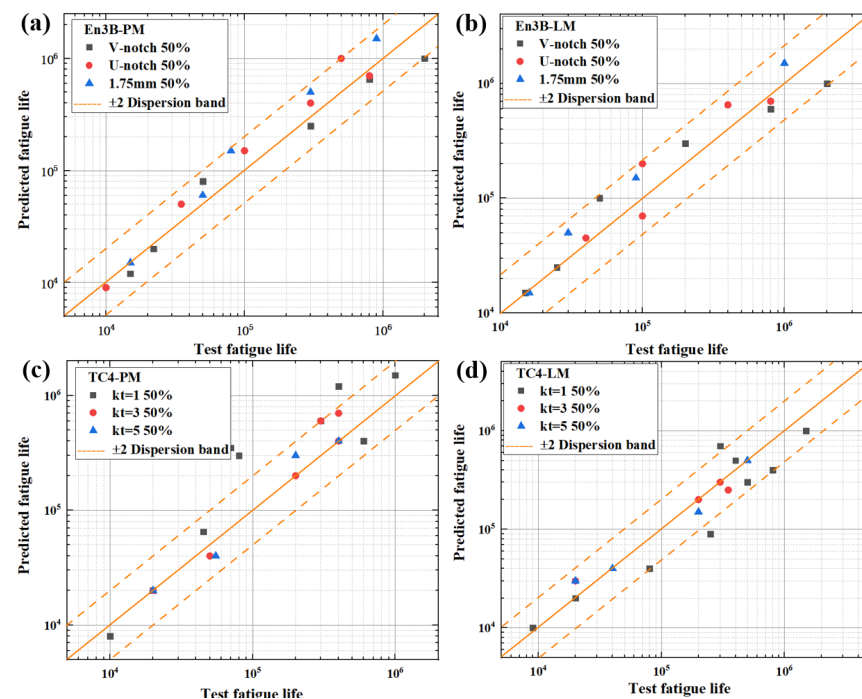 (a)
En3B-PM
V-notch 50%
U-notch 50%
1.75mm 50%
±2 Dispersion band
Predicted fatigue life
10⁶
10⁵
10⁴
10⁴ 10⁵ 10⁶
Test fatigue life
(b)
En3B-LM
V-notch 50%
U-notch 50%
1.75mm 50%
±2 Dispersion band
Predicted fatigue life
10⁶
10⁵
10⁴
10⁴ 10⁵ 10⁶
Test fatigue life
(c)
TC4-PM
kt=1 50%
kt=3 50%
kt=5 50%
±2 Dispersion band
Predicted fatigue life
10⁶
10⁵
10⁴
10⁴ 10⁵ 10⁶
Test fatigue life
(d)
TC4-LM
kt=1 50%
kt=3 50%
kt=5 50%
±2 Dispersion band
Predicted fatigue life
10⁶
10⁵
10⁴
10⁴ 10⁵ 10⁶
Test fatigue life